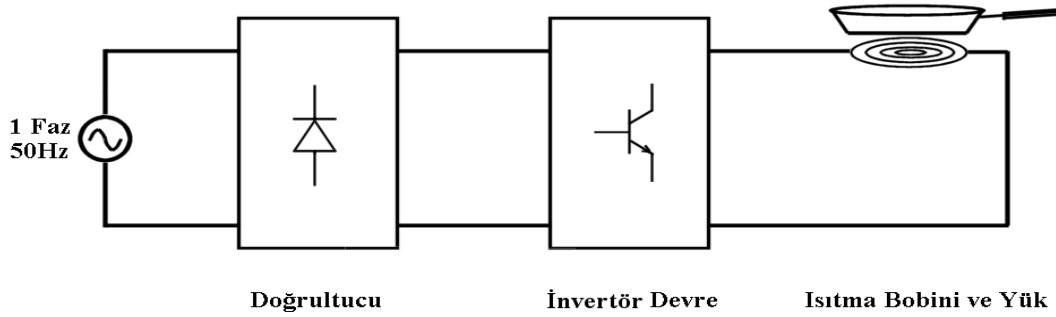 1 Faz
50Hz
Doğrultucu
İnvertör Devre
Isıtma Bobini ve Yük